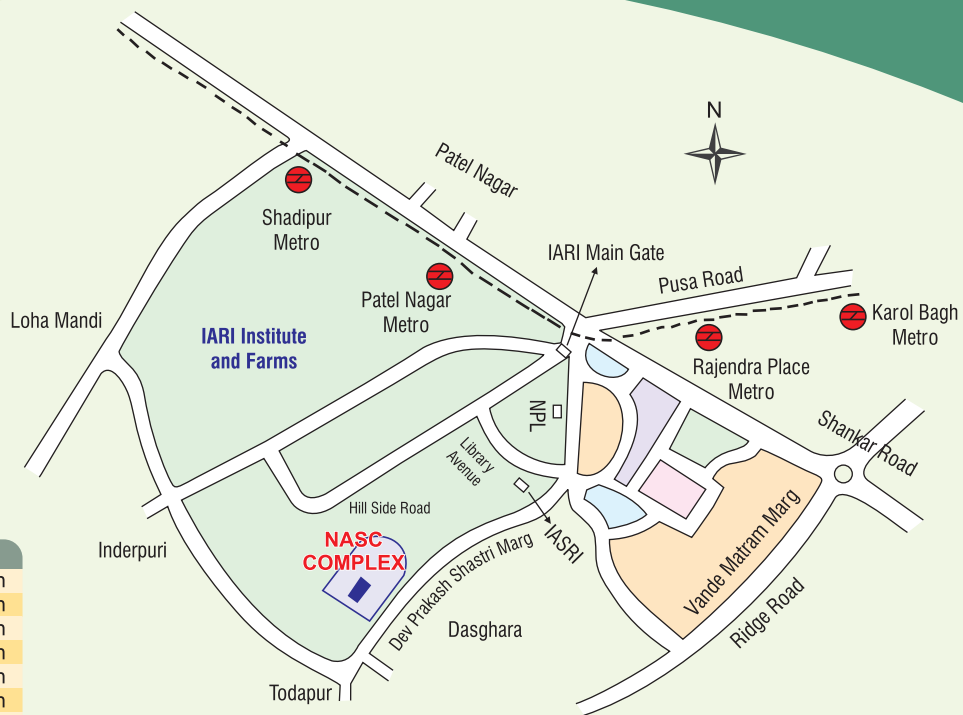 N
Patel Nagar
Shadipur
Metro
IARI Main Gate
Pusa Road
Patel Nagar
Metro
Karol Bagh
Metro
Loha Mandi
IARI Institute
and Farms
Rajendra Place
Metro
NPL
Shankar Road
Library
Avenue
Hill Side Road
IASRI
NASC
COMPLEX
Vande Matram Marg
Inderpuri
Dev Prakash Shastri Marg
Ridge Road
Dasghara
Todapur